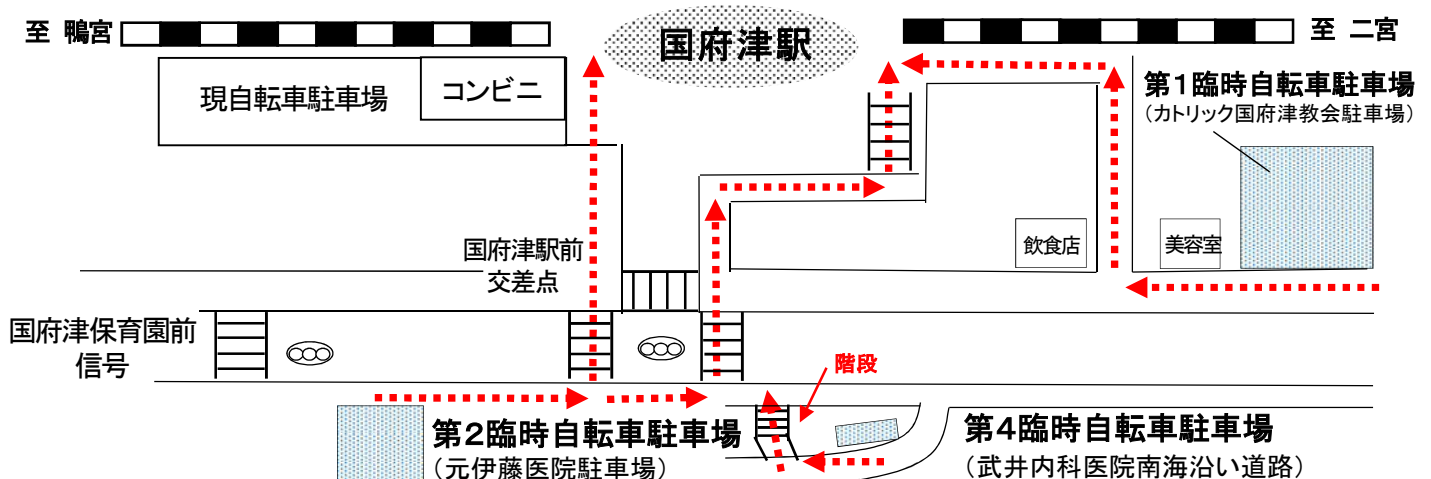 至 鴨宮
国府津駅
至 二宮
現自転車駐車場
コンビニ
第1臨時自転車駐車場
(カトリック国府津教会駐車場)
国府津駅前
交差点
飲食店
美容室
国府津保育園前
信号
階段
第2臨時自転車駐車場
(元伊藤医院駐車場)
第4臨時自転車駐車場
(武井内科医院南海沿い道路)